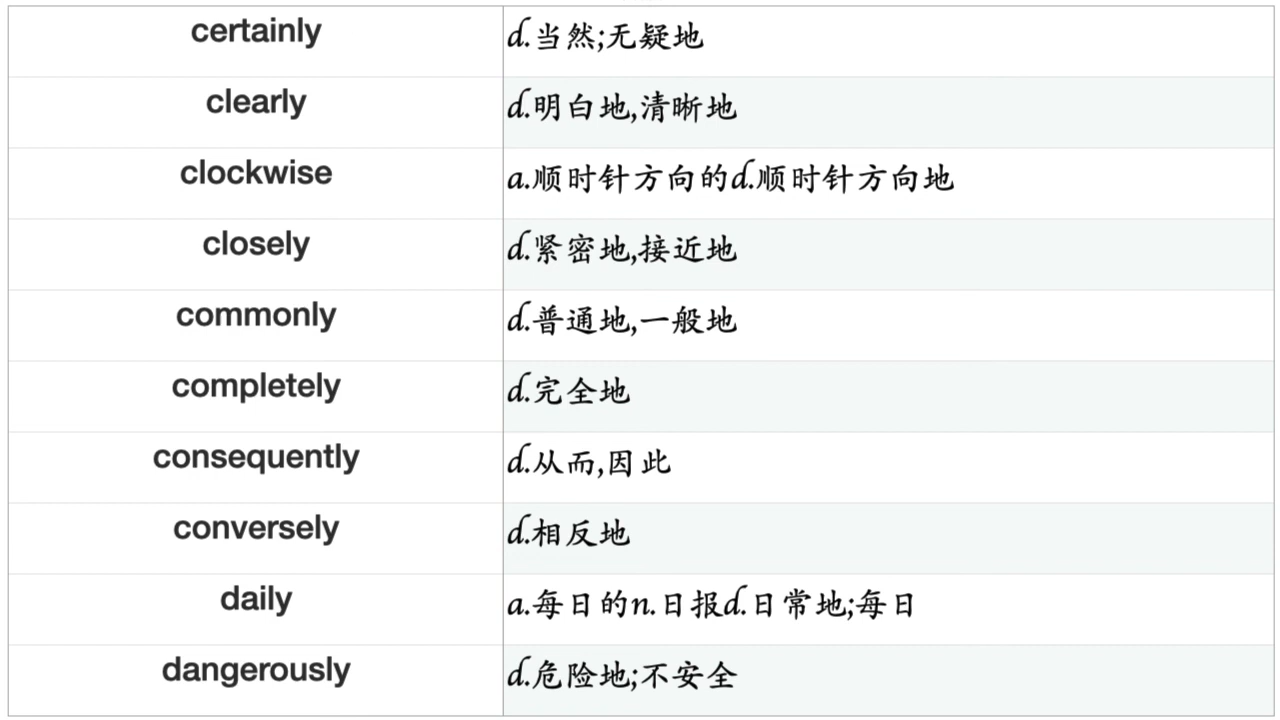 certainly d.当然;无疑地
clearly d.明白地,清晰地
clockwise a.顺时针方向的d.顺时针方向地
closely d.紧密地,接近地
commonly d.普通地,一般地
completely d.完全地
consequently d.从而,因此
conversely d.相反地
daily a.每日的n.日报d.日常地;每日
dangerously d.危险地;不安全